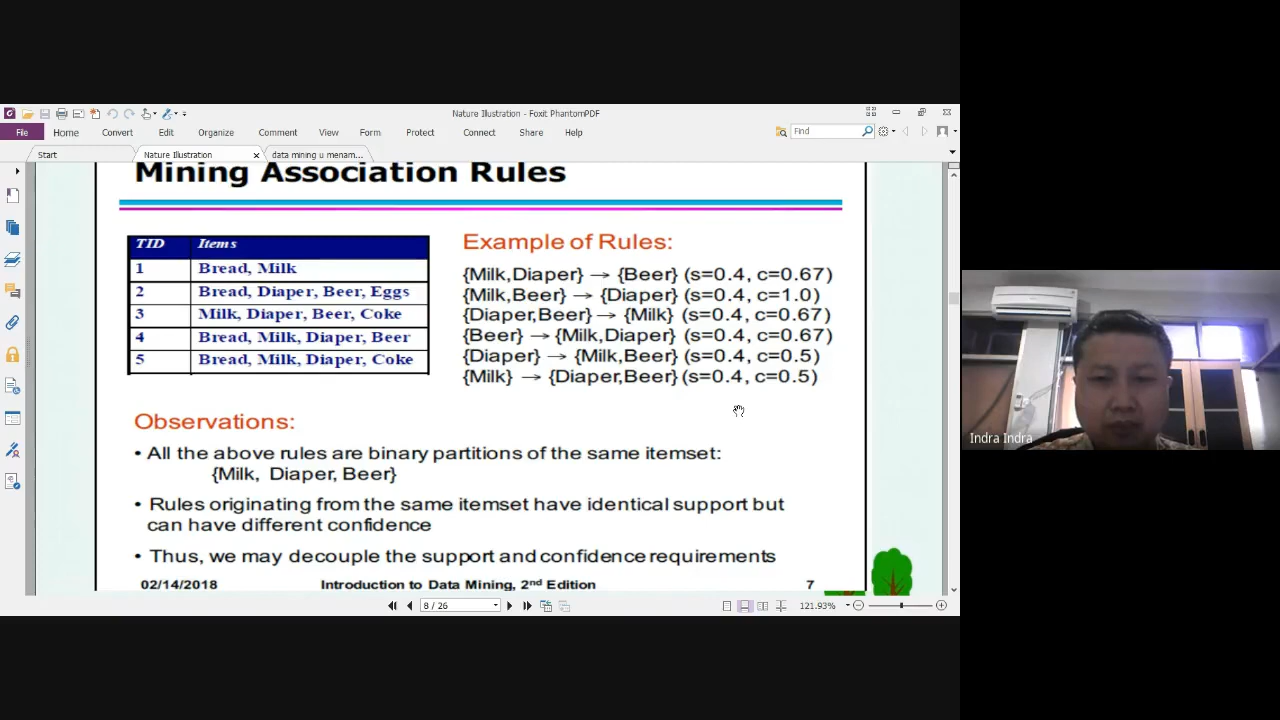 Nature Illustration - Foxit PhantomPDF
File Home Convert Edit Organize Comment View Form Protect Connect Share Help Find
Start Nature Illustration data mining u menam...
Mining Association Rules
TID Items
1 Bread, Milk
2 Bread, Diaper, Beer, Eggs
3 Milk, Diaper, Beer, Coke
4 Bread, Milk, Diaper, Beer
5 Bread, Milk, Diaper, Coke
Example of Rules:
{Milk,Diaper} → {Beer} (s=0.4, c=0.67)
{Milk,Beer} → {Diaper} (s=0.4, c=1.0)
{Diaper,Beer} → {Milk} (s=0.4, c=0.67)
{Beer} → {Milk,Diaper} (s=0.4, c=0.67)
{Diaper} → {Milk,Beer} (s=0.4, c=0.5)
{Milk} → {Diaper,Beer} (s=0.4, c=0.5)
Observations:
• All the above rules are binary partitions of the same itemset:
{Milk, Diaper, Beer}
• Rules originating from the same itemset have identical support but
can have different confidence
• Thus, we may decouple the support and confidence requirements
02/14/2018 Introduction to Data Mining, 2nd Edition 7
8 / 26 121.93%
Indra Indra